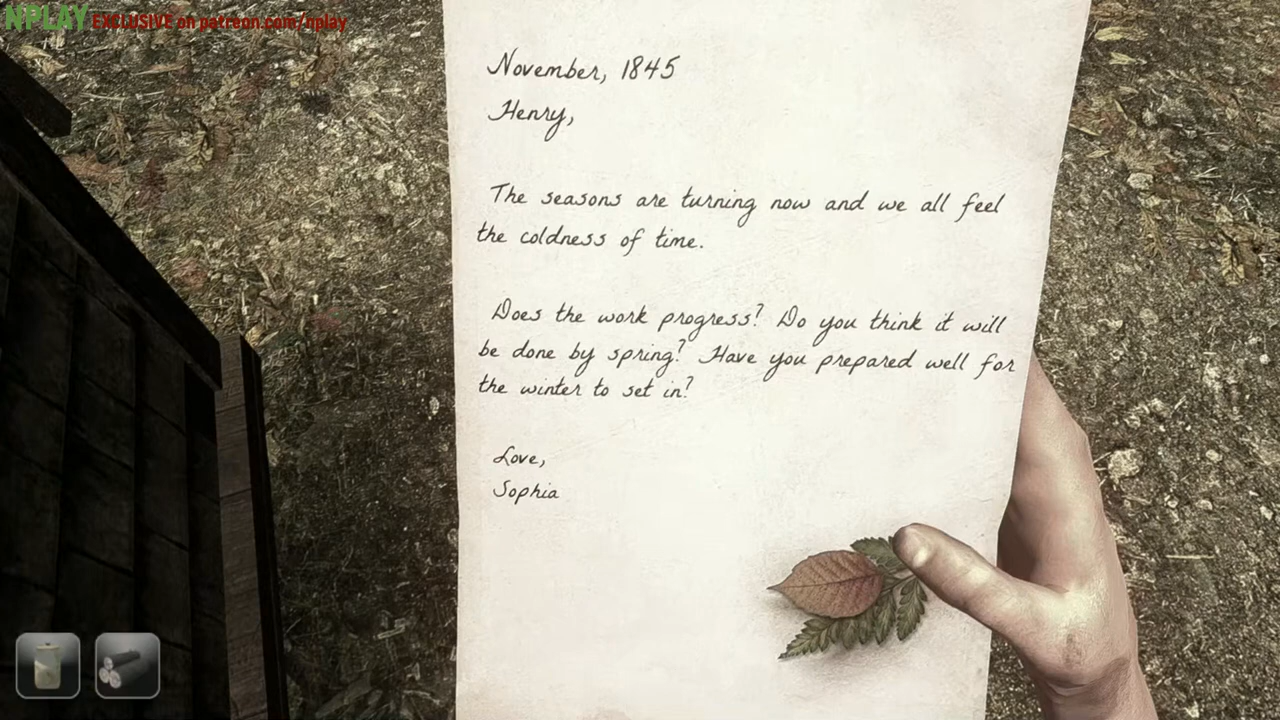 NPLAY EXCLUSIVE on patreon.com/nplay
November, 1845
Henry,
The seasons are turning now and we all feel
the coldness of time.
Does the work progress? Do you think it will
be done by spring? Have you prepared well for
the winter to set in?
Love,
Sophia